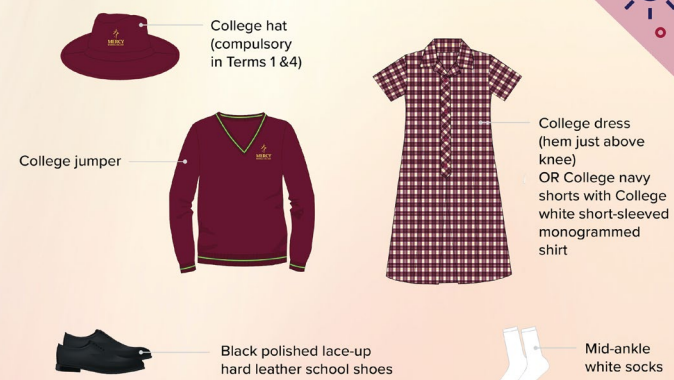 College hat
(compulsory
in Terms 1 &4)
MERCY
College jumper
MERCY
College dress
(hem just above
knee)
OR College navy
shorts with College
white short-sleeved
monogrammed
shirt
Black polished lace-up
hard leather school shoes
Mid-ankle
white socks